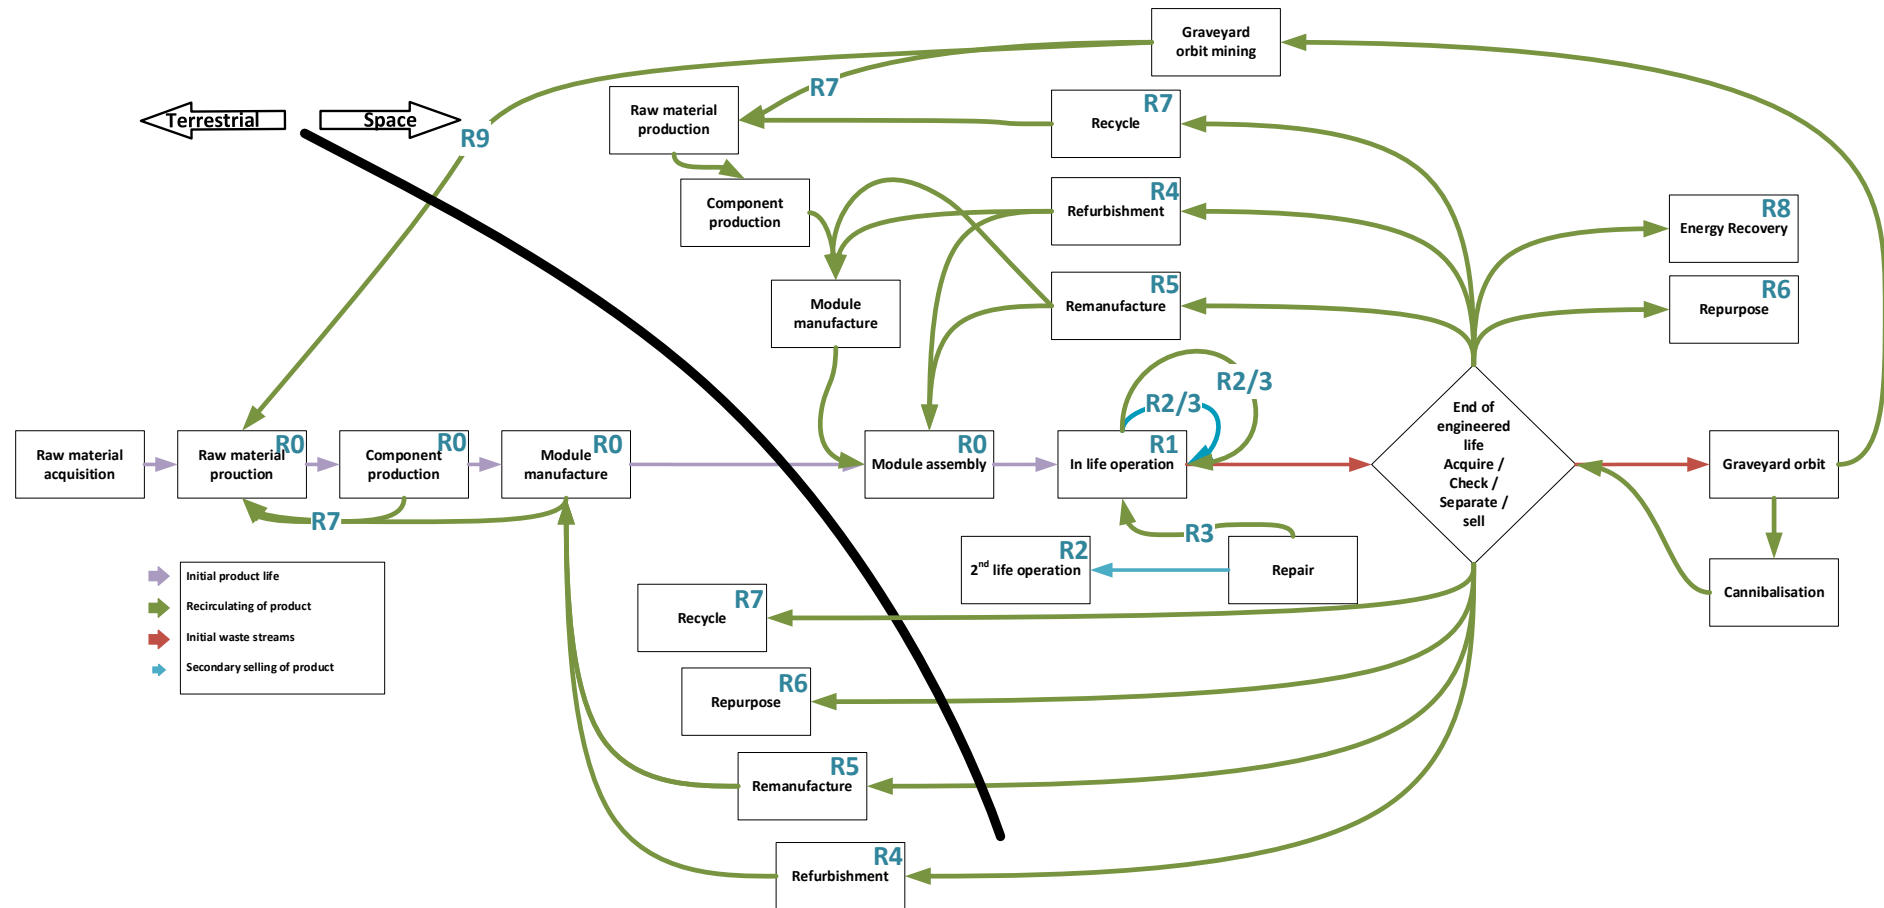 Graveyard
orbit mining
R7
Raw material
production
R7
Recycle
Terrestrial
Space
R9
Component
production
R4
Refurbishment
R8
Energy Recovery
R5
Remanufacture
R6
Repurpose
Module
manufacture
R2/3
R2/3
End of
engineered
life
Acquire /
Check /
Separate /
sell
Raw material
acquisition
R0
Raw material
prouction
R0
Component
production
R0
Module
manufacture
R0
Module assembly
R1
In life operation
Graveyard orbit
R7
R3
R2
2nd life operation
Repair
Cannibalisation
Initial product life
Recirculating of product
Initial waste streams
Secondary selling of product
R7
Recycle
R6
Repurpose
R5
Remanufacture
R4
Refurbishment